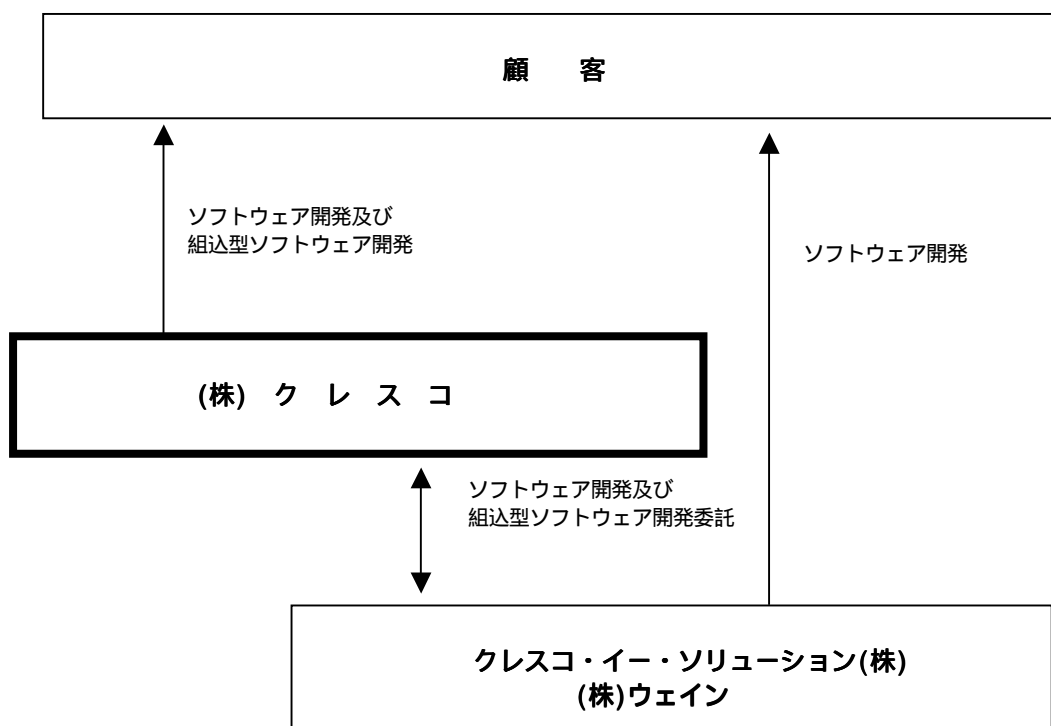 顧　客
ソフトウェア開発及び
組込型ソフトウェア開発
ソフトウェア開発
(株) ク レ ス コ
ソフトウェア開発及び
組込型ソフトウェア開発委託
クレスコ・イー・ソリューション(株)
(株)ウェイン